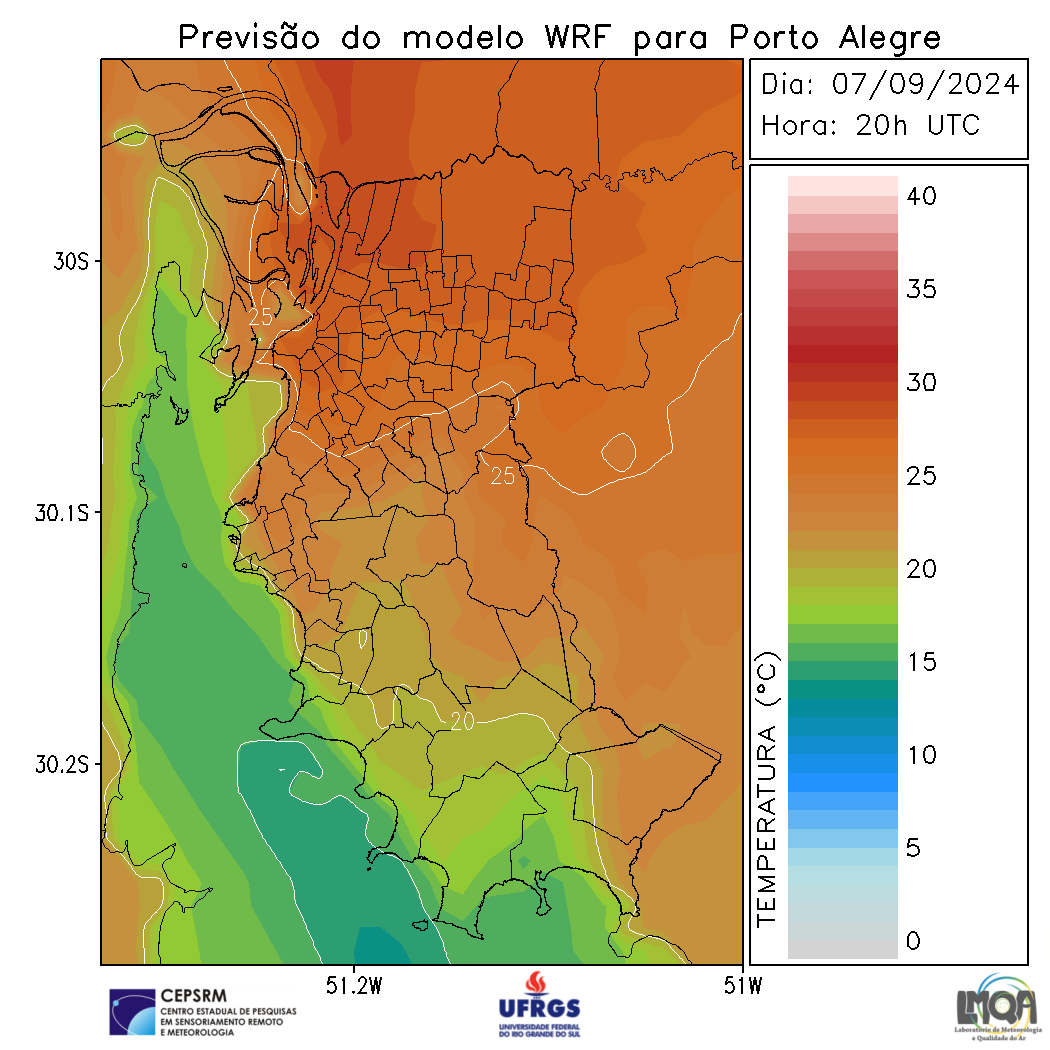 Previsão do modelo WRF para Porto Alegre
Dia: 07/09/2024
Hora: 20h UTC
40
35
30
25
20
15
10
5
0
TEMPERATURA (°C)
30S
30.1S
30.2S
25
25
20
51.2W
51W
CEPSRM
CENTRO ESTADUAL DE PESQUISAS
EM SENSORIAMENTO REMOTO
E METEOROLOGIA
UFRGS
UNIVERSIDADE FEDERAL
DO RIO GRANDE DO SUL
LMQA
Laboratório de Meteorologia
e Qualidade do Ar